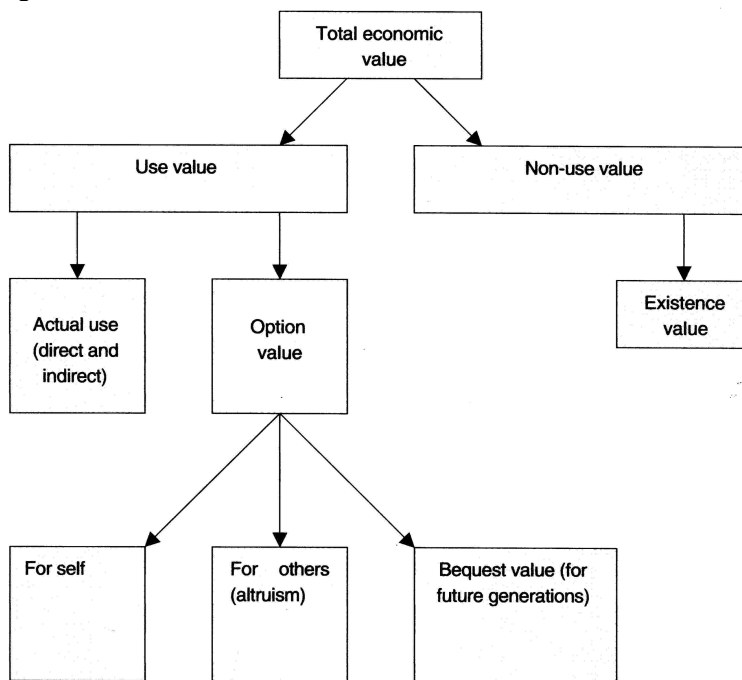 Total economic
value
Use value
Non-use value
Actual use
(direct and
indirect)
Option
value
Existence
value
For self
For others
(altruism)
Bequest value (for
future generations)